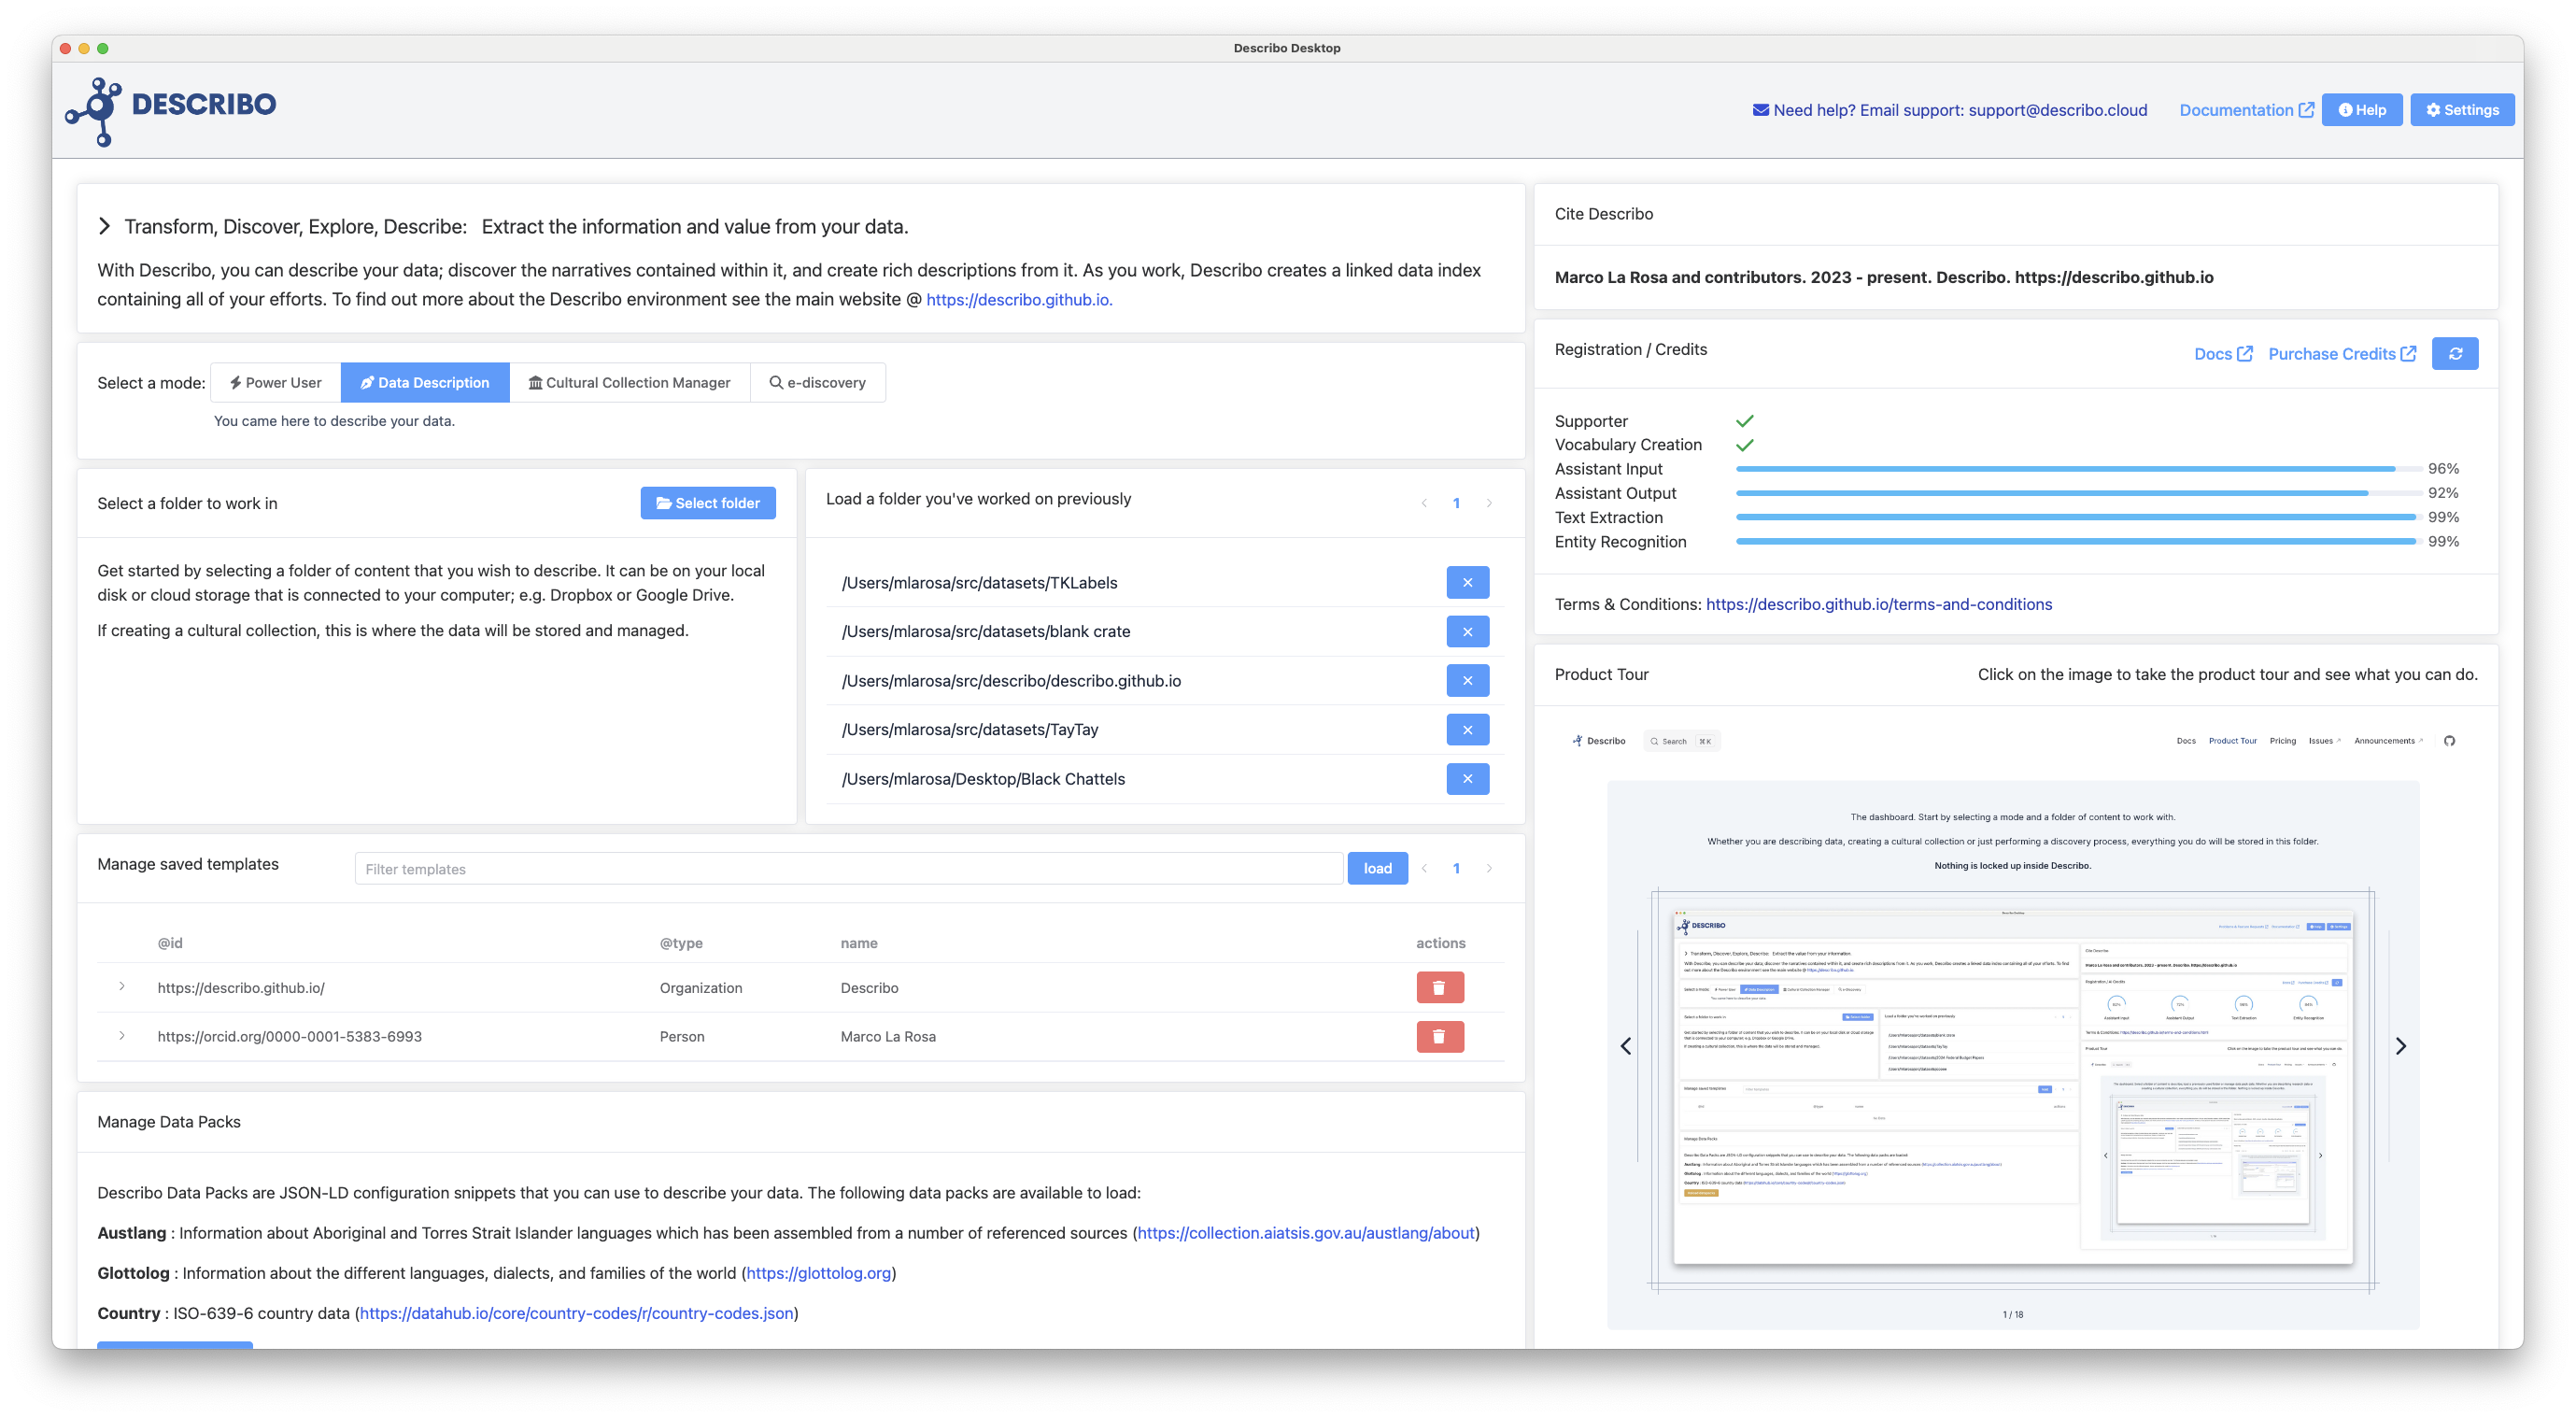 Describo Desktop
DESCRIBO
Need help? Email support: support@describo.cloud
Documentation
Help
Settings
Transform, Discover, Explore, Describe: Extract the information and value from your data.
With Describo, you can describe your data; discover the narratives contained within it, and create rich descriptions from it. As you work, Describo creates a linked data index
containing all of your efforts. To find out more about the Describo environment see the main website @ https://describo.github.io.
Select a mode:
Power User
Data Description
Cultural Collection Manager
e-discovery
You came here to describe your data.
Select a folder to work in
Select folder
Get started by selecting a folder of content that you wish to describe. It can be on your local
disk or cloud storage that is connected to your computer; e.g. Dropbox or Google Drive.
If creating a cultural collection, this is where the data will be stored and managed.
Load a folder you've worked on previously
1
/Users/mlarosa/src/datasets/TKLabels
/Users/mlarosa/src/datasets/blank crate
/Users/mlarosa/src/describo/describo.github.io
/Users/mlarosa/src/datasets/TayTay
/Users/mlarosa/Desktop/Black Chattels
Manage saved templates
Filter templates
load
1
@id @type name actions
https://describo.github.io/ Organization Describo
https://orcid.org/0000-0001-5383-6993 Person Marco La Rosa
Manage Data Packs
Describo Data Packs are JSON-LD configuration snippets that you can use to describe your data. The following data packs are available to load:
Austlang : Information about Aboriginal and Torres Strait Islander languages which has been assembled from a number of referenced sources (https://collection.aiatsis.gov.au/austlang/about)
Glottolog : Information about the different languages, dialects, and families of the world (https://glottolog.org)
Country : ISO-639-6 country data (https://datahub.io/core/country-codes/r/country-codes.json)
Cite Describo
Marco La Rosa and contributors. 2023 - present. Describo. https://describo.github.io
Registration / Credits
Docs
Purchase Credits
Supporter
Vocabulary Creation
Assistant Input 96%
Assistant Output 92%
Text Extraction 99%
Entity Recognition 99%
Terms & Conditions: https://describo.github.io/terms-and-conditions
Product Tour
Click on the image to take the product tour and see what you can do.
Describo
Search ⌘ K
Docs Product Tour Pricing Issues Announcements
The dashboard. Start by selecting a mode and a folder of content to work with.
Whether you are describing data, creating a cultural collection or just performing a discovery process, everything you do will be stored in this folder.
Nothing is locked up inside Describo.
DESCRIBO
1 / 18